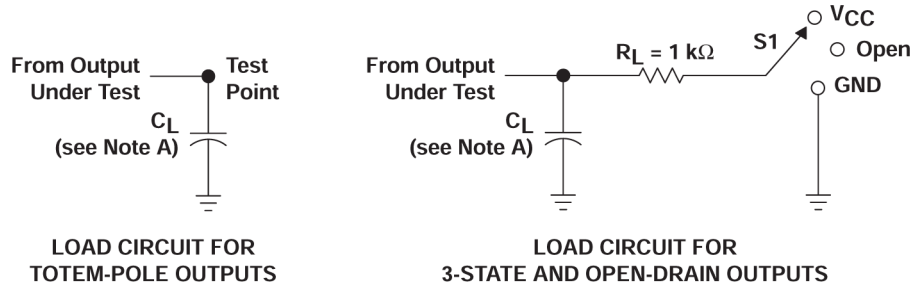 From Output
Under Test
Test
Point
CL
(see Note A)
LOAD CIRCUIT FOR
TOTEM-POLE OUTPUTS
From Output
Under Test
RL = 1 kΩ
S1
VCC
Open
GND
CL
(see Note A)
LOAD CIRCUIT FOR
3-STATE AND OPEN-DRAIN OUTPUTS